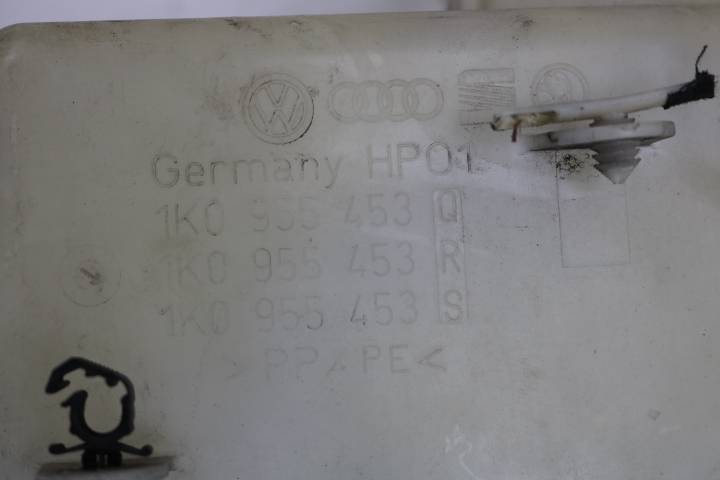 Germany HP01
1K0 955 453 Q
1K0 955 453 R
1K0 955 453 S
>PP/PE<